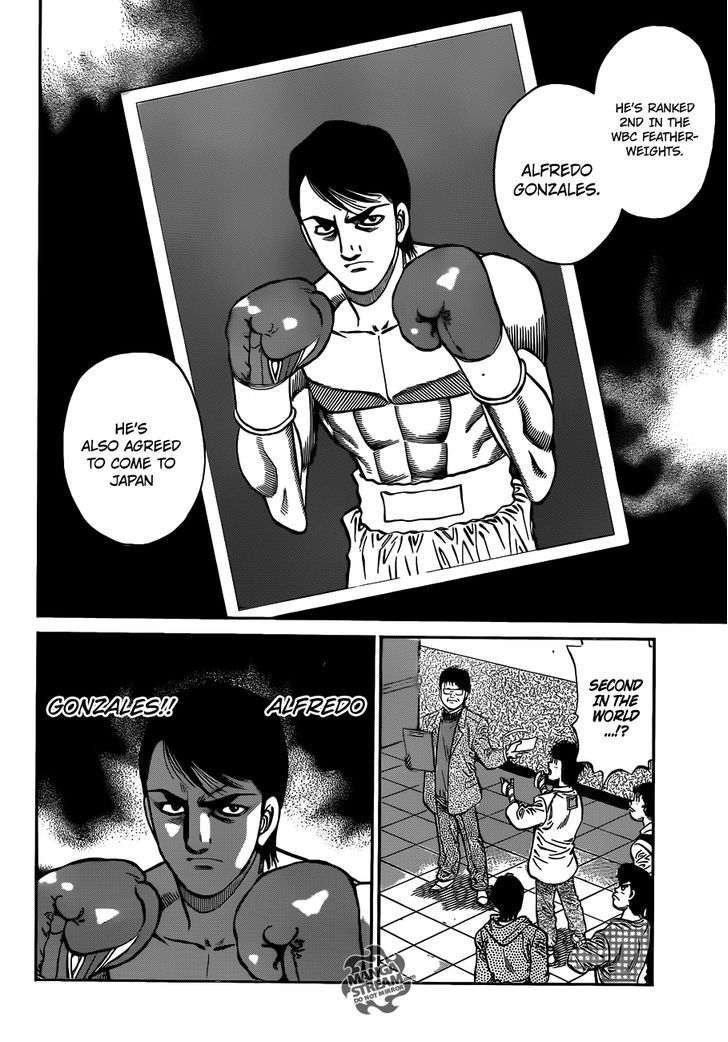 HE'S RANKED
2ND IN THE
WBC FEATHER-
WEIGHTS.
ALFREDO
GONZALES.
HE'S
ALSO AGREED
TO COME TO
JAPAN
SECOND
IN THE
WORLD
...!?
ALFREDO
GONZALES!!
MANGA
STREAM.COM
DO NOT MIRROR